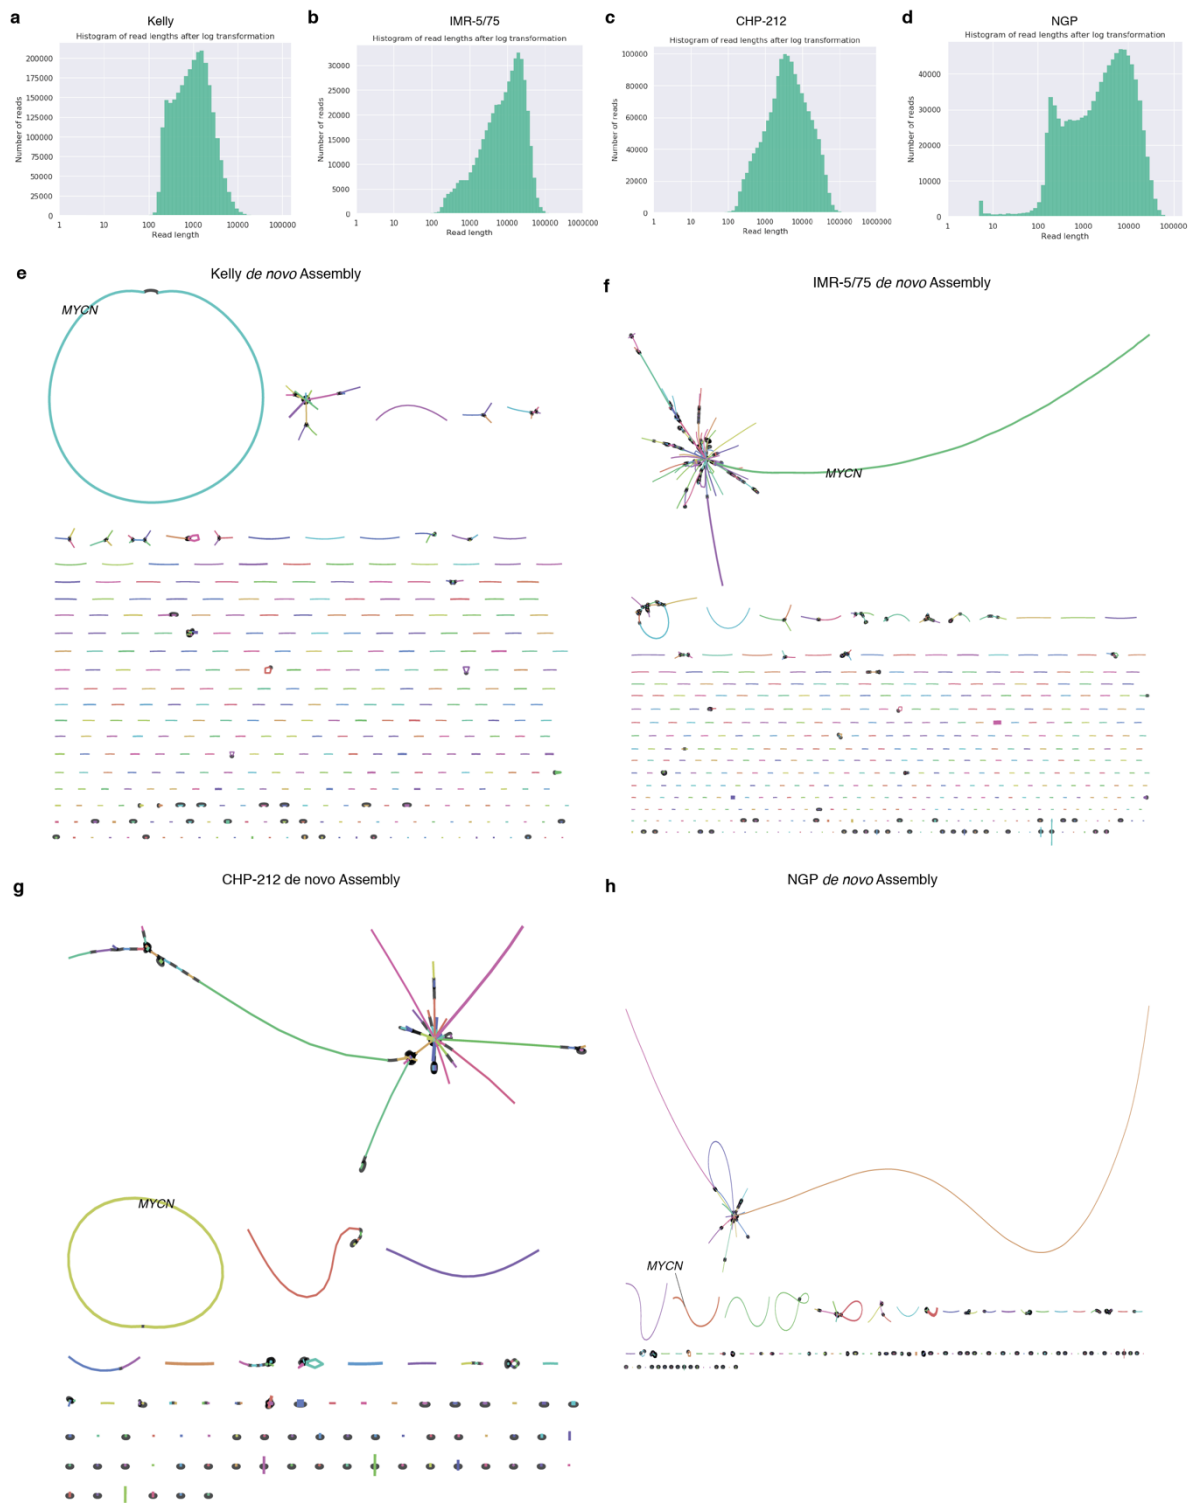 a
Kelly
Histogram of read lengths after log transformation
Number of reads
200000
175000
150000
125000
100000
75000
50000
25000
0
1 10 100 1000 10000 100000
Read length
b
IMR-5/75
Histogram of read lengths after log transformation
Number of reads
30000
25000
20000
15000
10000
5000
0
1 10 100 1000 10000 100000 1000000
Read length
c
CHP-212
Histogram of read lengths after log transformation
Number of reads
100000
80000
60000
40000
20000
0
1 10 100 1000 10000 100000 1000000
Read length
d
NGP
Histogram of read lengths after log transformation
Number of reads
40000
30000
20000
10000
0
1 10 100 1000 10000 100000
Read length
e
Kelly de novo Assembly
MYCN
f
IMR-5/75 de novo Assembly
MYCN
g
CHP-212 de novo Assembly
MYCN
h
NGP de novo Assembly
MYCN